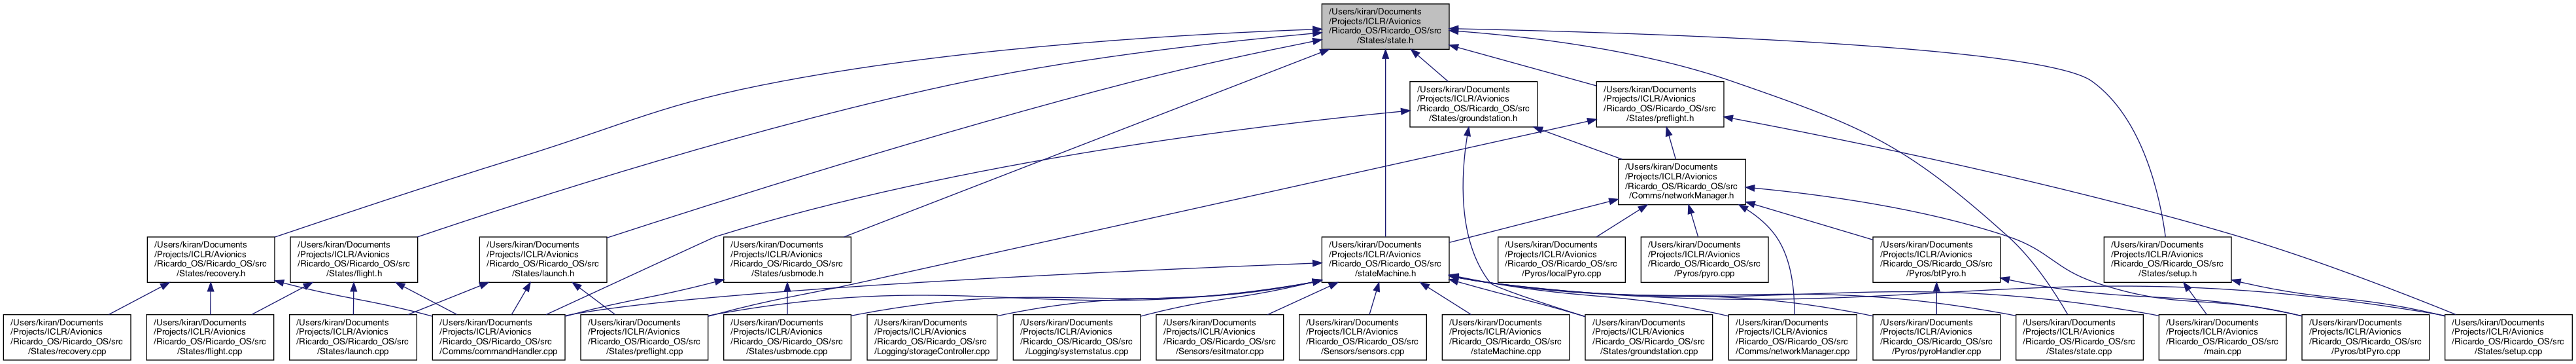 /Users/kiran/Documents
/Projects/ICLR/Avionics
/Ricardo_OS/Ricardo_OS/src
/States/state.h
/Users/kiran/Documents
/Projects/ICLR/Avionics
/Ricardo_OS/Ricardo_OS/src
/States/groundstation.h
/Users/kiran/Documents
/Projects/ICLR/Avionics
/Ricardo_OS/Ricardo_OS/src
/States/preflight.h
/Users/kiran/Documents
/Projects/ICLR/Avionics
/Ricardo_OS/Ricardo_OS/src
/Comms/networkManager.h
/Users/kiran/Documents
/Projects/ICLR/Avionics
/Ricardo_OS/Ricardo_OS/src
/States/recovery.h
/Users/kiran/Documents
/Projects/ICLR/Avionics
/Ricardo_OS/Ricardo_OS/src
/States/flight.h
/Users/kiran/Documents
/Projects/ICLR/Avionics
/Ricardo_OS/Ricardo_OS/src
/States/launch.h
/Users/kiran/Documents
/Projects/ICLR/Avionics
/Ricardo_OS/Ricardo_OS/src
/States/usbmode.h
/Users/kiran/Documents
/Projects/ICLR/Avionics
/Ricardo_OS/Ricardo_OS/src
/stateMachine.h
/Users/kiran/Documents
/Projects/ICLR/Avionics
/Ricardo_OS/Ricardo_OS/src
/Pyros/localPyro.cpp
/Users/kiran/Documents
/Projects/ICLR/Avionics
/Ricardo_OS/Ricardo_OS/src
/Pyros/pyro.cpp
/Users/kiran/Documents
/Projects/ICLR/Avionics
/Ricardo_OS/Ricardo_OS/src
/Pyros/btPyro.h
/Users/kiran/Documents
/Projects/ICLR/Avionics
/Ricardo_OS/Ricardo_OS/src
/States/setup.h
/Users/kiran/Documents
/Projects/ICLR/Avionics
/Ricardo_OS/Ricardo_OS/src
/States/recovery.cpp
/Users/kiran/Documents
/Projects/ICLR/Avionics
/Ricardo_OS/Ricardo_OS/src
/States/flight.cpp
/Users/kiran/Documents
/Projects/ICLR/Avionics
/Ricardo_OS/Ricardo_OS/src
/States/launch.cpp
/Users/kiran/Documents
/Projects/ICLR/Avionics
/Ricardo_OS/Ricardo_OS/src
/Comms/commandHandler.cpp
/Users/kiran/Documents
/Projects/ICLR/Avionics
/Ricardo_OS/Ricardo_OS/src
/States/preflight.cpp
/Users/kiran/Documents
/Projects/ICLR/Avionics
/Ricardo_OS/Ricardo_OS/src
/States/usbmode.cpp
/Users/kiran/Documents
/Projects/ICLR/Avionics
/Ricardo_OS/Ricardo_OS/src
/Logging/storageController.cpp
/Users/kiran/Documents
/Projects/ICLR/Avionics
/Ricardo_OS/Ricardo_OS/src
/Logging/systemstatus.cpp
/Users/kiran/Documents
/Projects/ICLR/Avionics
/Ricardo_OS/Ricardo_OS/src
/Sensors/esitmator.cpp
/Users/kiran/Documents
/Projects/ICLR/Avionics
/Ricardo_OS/Ricardo_OS/src
/Sensors/sensors.cpp
/Users/kiran/Documents
/Projects/ICLR/Avionics
/Ricardo_OS/Ricardo_OS/src
/stateMachine.cpp
/Users/kiran/Documents
/Projects/ICLR/Avionics
/Ricardo_OS/Ricardo_OS/src
/States/groundstation.cpp
/Users/kiran/Documents
/Projects/ICLR/Avionics
/Ricardo_OS/Ricardo_OS/src
/Comms/networkManager.cpp
/Users/kiran/Documents
/Projects/ICLR/Avionics
/Ricardo_OS/Ricardo_OS/src
/Pyros/pyroHandler.cpp
/Users/kiran/Documents
/Projects/ICLR/Avionics
/Ricardo_OS/Ricardo_OS/src
/States/state.cpp
/Users/kiran/Documents
/Projects/ICLR/Avionics
/Ricardo_OS/Ricardo_OS/src
/main.cpp
/Users/kiran/Documents
/Projects/ICLR/Avionics
/Ricardo_OS/Ricardo_OS/src
/Pyros/btPyro.cpp
/Users/kiran/Documents
/Projects/ICLR/Avionics
/Ricardo_OS/Ricardo_OS/src
/States/setup.cpp